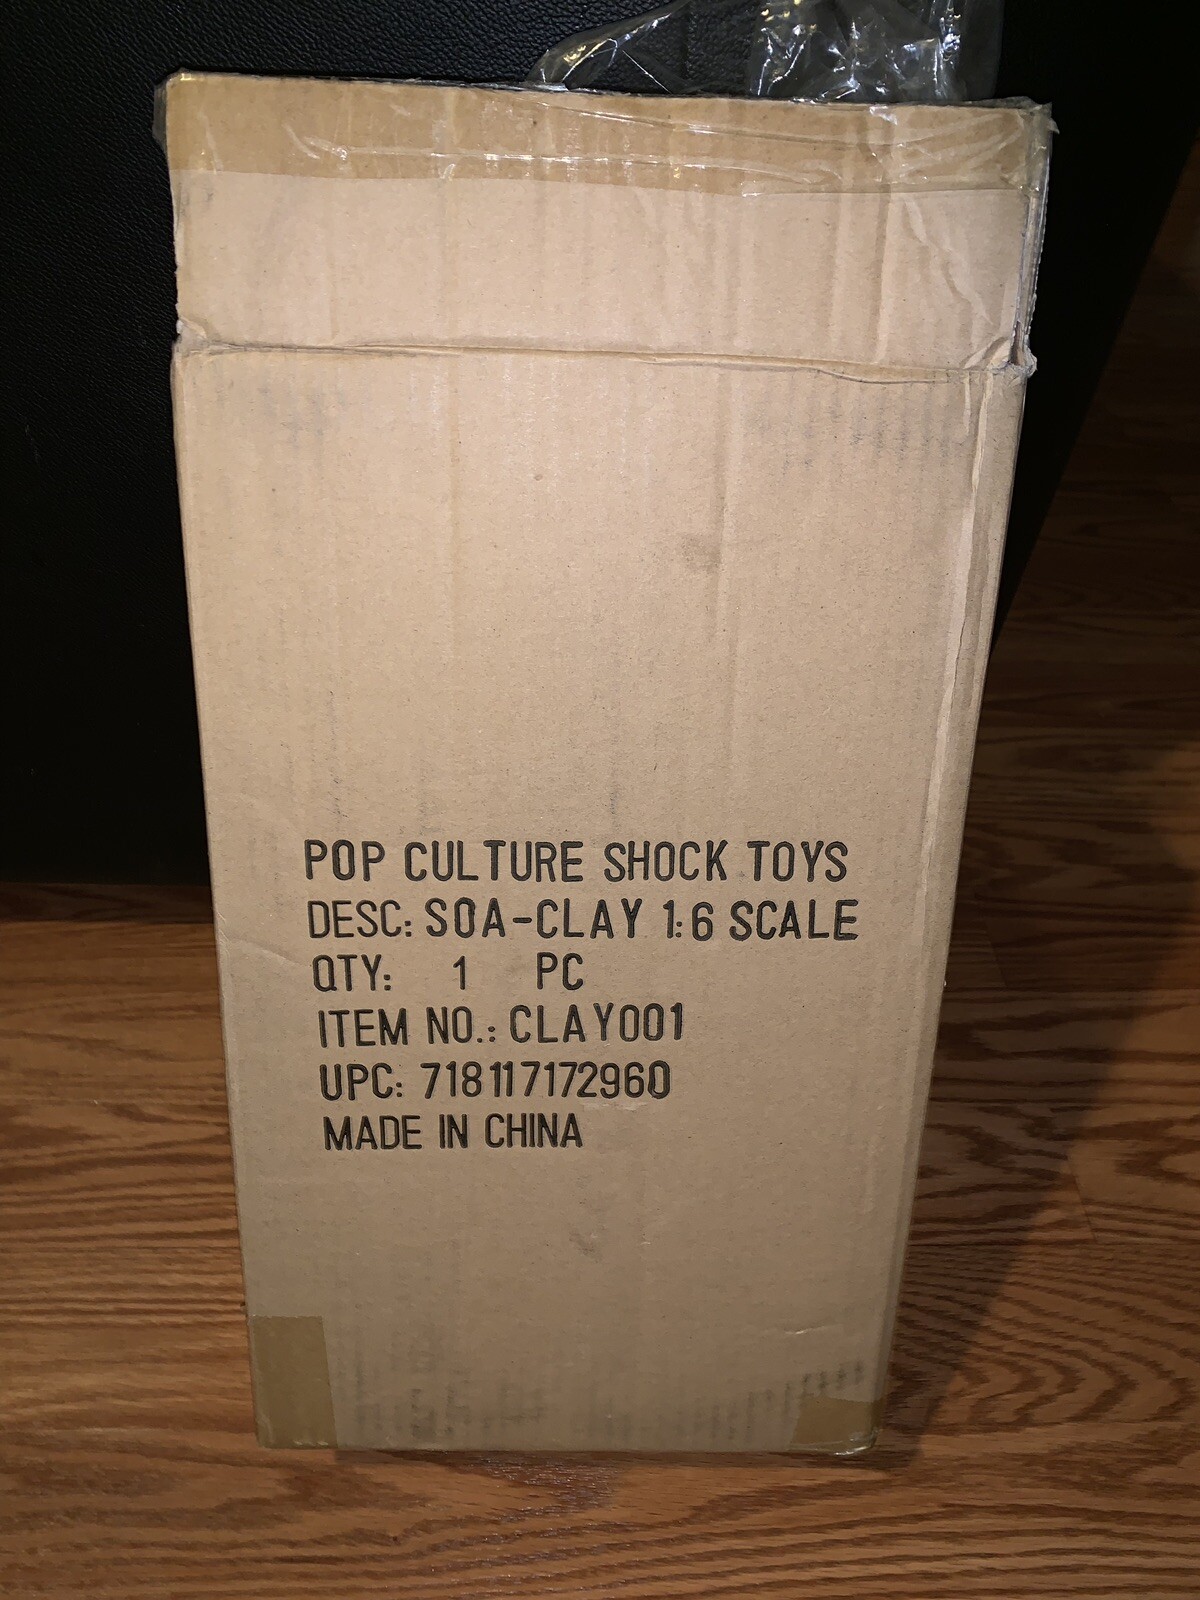 POP CULTURE SHOCK TOYS
DESC: SOA-CLAY 1:6 SCALE
QTY: 1 PC
ITEM NO.: CLAY001
UPC: 718117172960
MADE IN CHINA